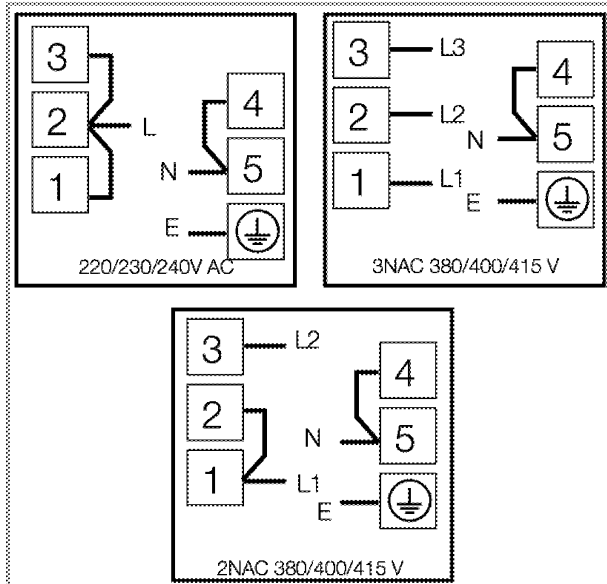 3
2 L
1
4
N 5
E
220/230/240V AC
3 L3
2 L2
1 L1
4
N 5
E
3NAC 380/400/415 V
3 L2
2
1 L1
4
N 5
E
2NAC 380/400/415 V